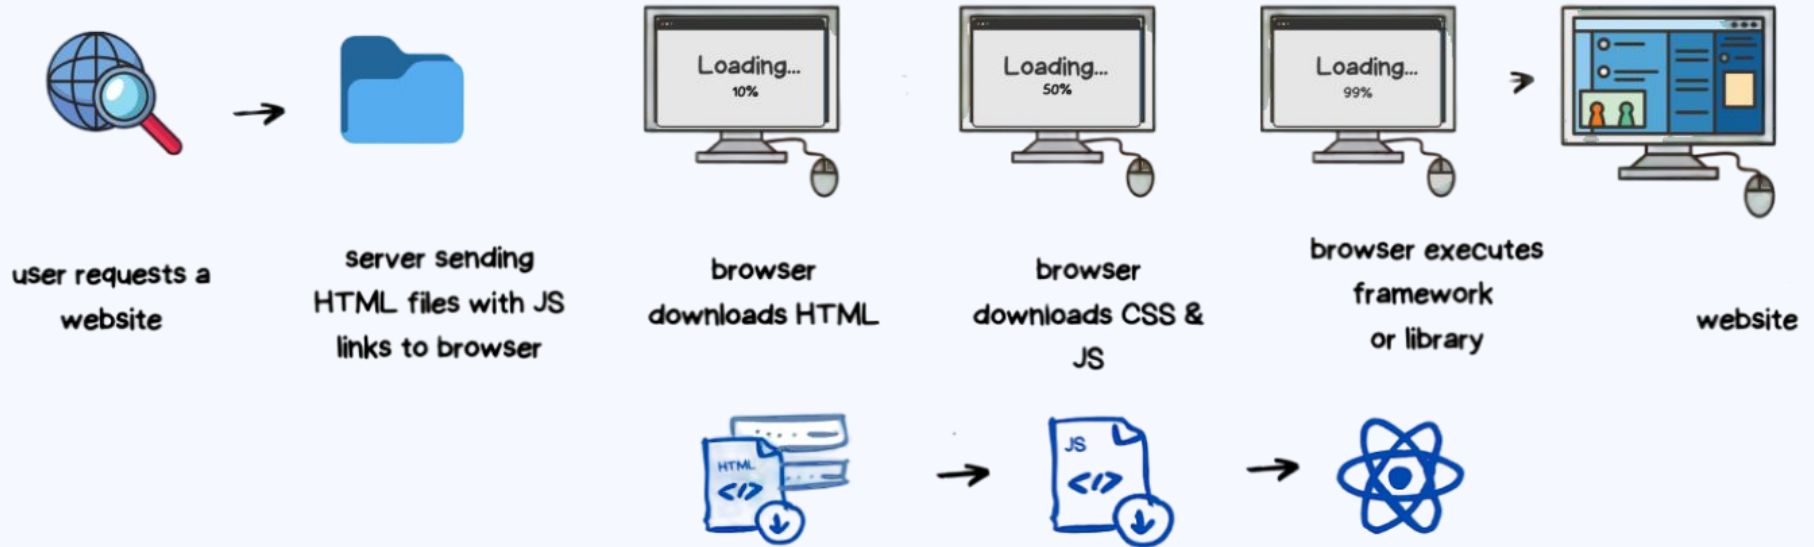 Loading...
10%
Loading...
50%
Loading...
99%
user requests a
website
server sending
HTML files with JS
links to browser
browser
downloads HTML
browser
downloads CSS &
JS
browser executes
framework
or library
website
HTML
</>
JS
</>